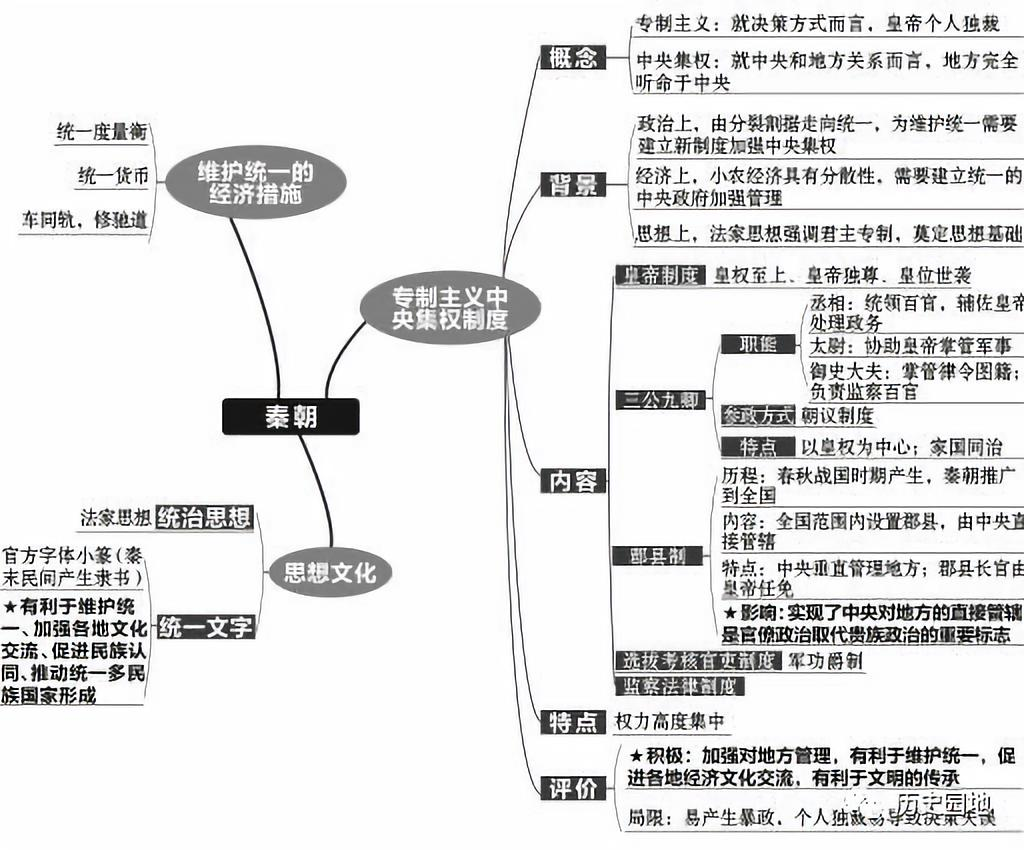 专制主义：就决策方式而言，皇帝个人独裁
概念
中央集权：就中央和地方关系而言，地方完全
听命于中央
政治上，由分裂割据走向统一，为维护统一需要
建立新制度加强中央集权
背景
经济上，小农经济具有分散性，需要建立统一的
中央政府加强管理
思想上，法家思想强调君主专制，奠定思想基础
统一度量衡
统一货币
车同轨，修驰道
维护统一的
经济措施
专制主义中
央集权制度
秦朝
内容
皇帝制度 皇权至上、皇帝独尊、皇位世袭
三公九卿
职能
丞相：统领百官，辅佐皇帝
处理政务
太尉：协助皇帝掌管军事
御史大夫：掌管律令图籍；
负责监察百官
参政方式 朝议制度
特点 以皇权为中心；家国同治
郡县制
历程：春秋战国时期产生，秦朝推广
到全国
内容：全国范围内设置郡县，由中央直
接管辖
特点：中央垂直管理地方；郡县长官由
皇帝任免
★影响：实现了中央对地方的直接管辖
是官僚政治取代贵族政治的重要标志
选拔考核官吏制度 军功爵制
监察法律制度
法家思想 统治思想
思想文化
官方字体小篆（秦
末民间产生隶书）
统一文字
★有利于维护统
一、加强各地文化
交流、促进民族认
同、推动统一多民
族国家形成
特点 权力高度集中
评价
★积极：加强对地方管理，有利于维护统一，促
进各地经济文化交流，有利于文明的传承
局限：易产生暴政，个人独裁易导致决策失误
历史园地